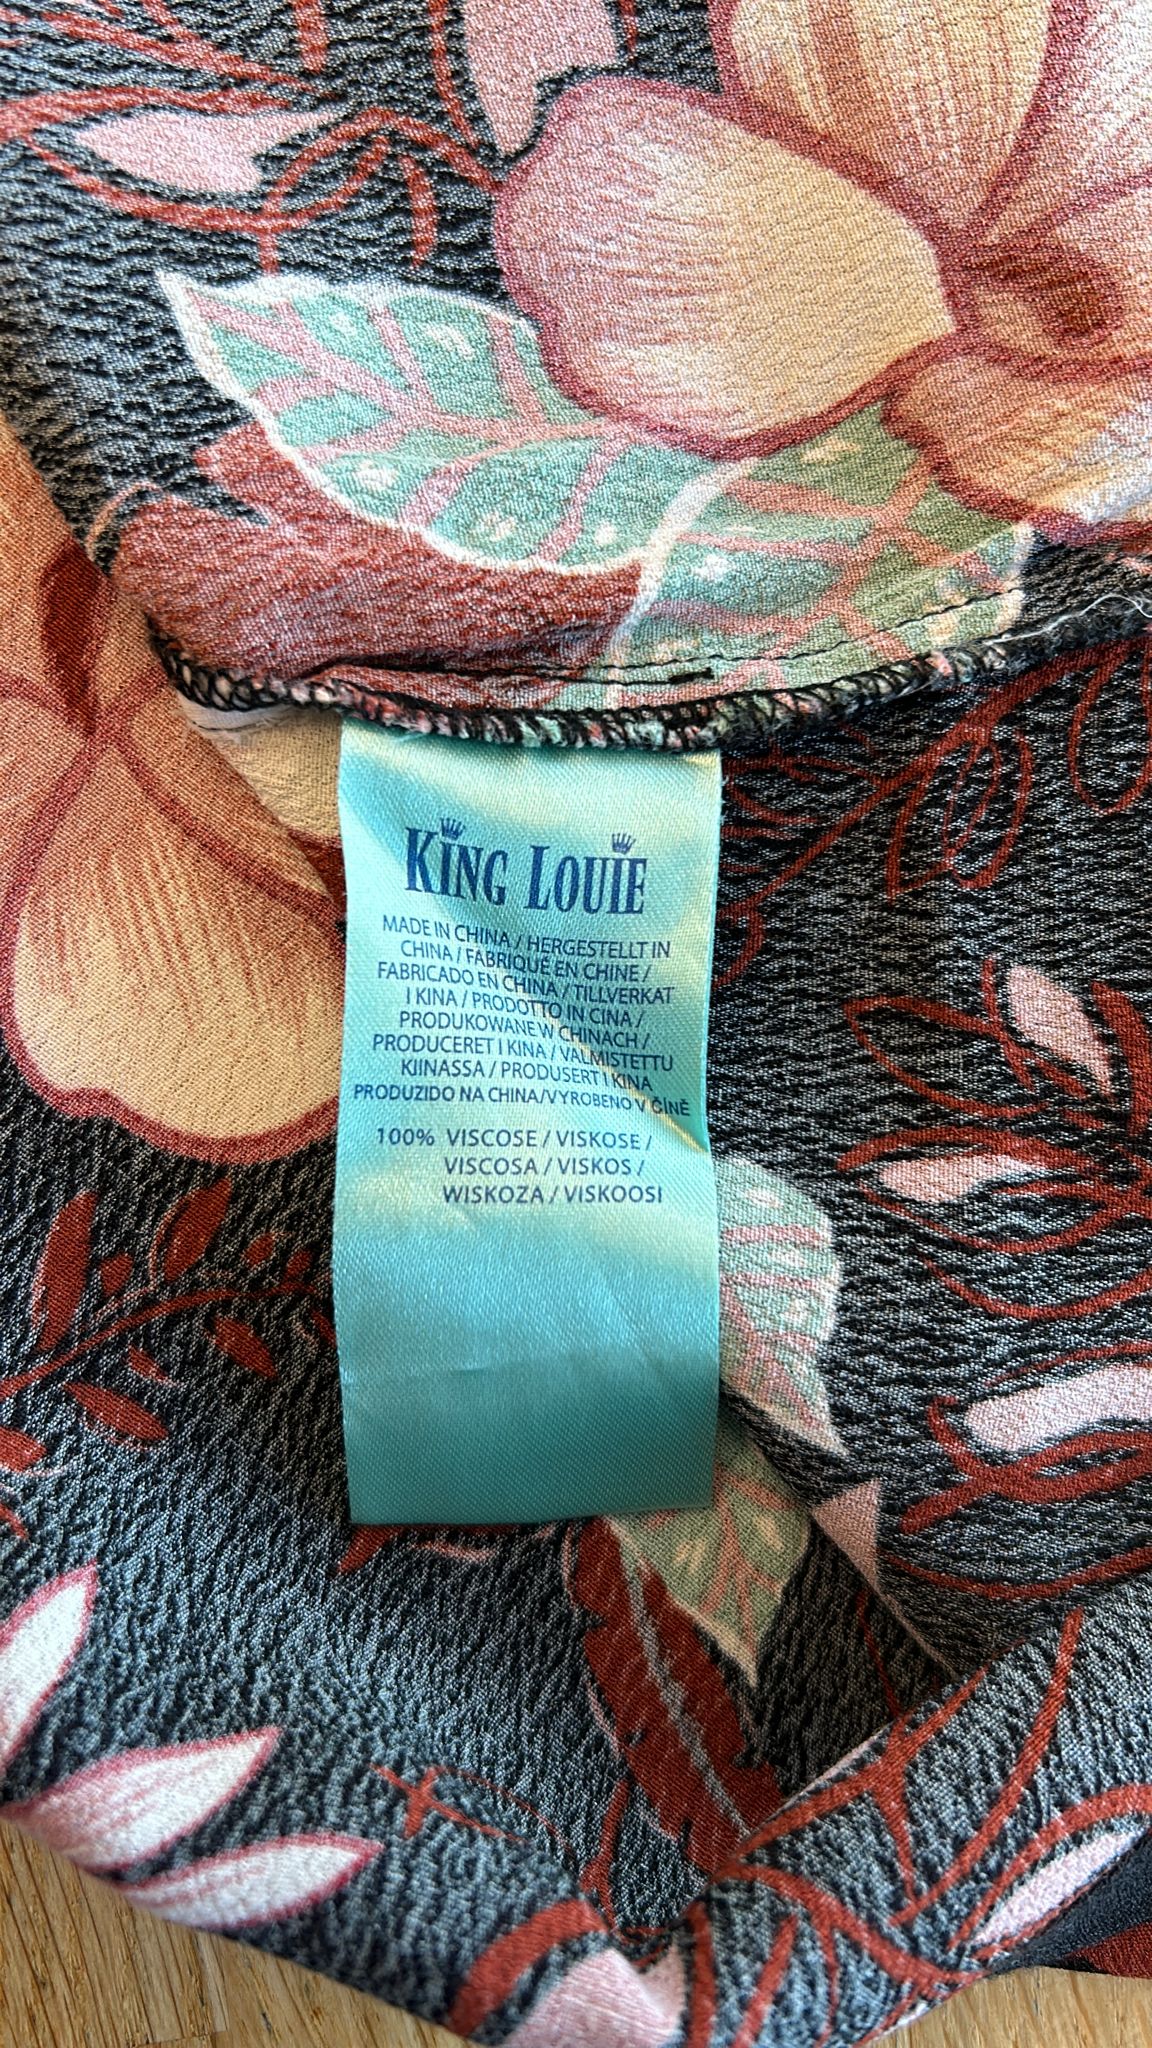 KING LOUIE
MADE IN CHINA / HERGESTELLT IN
CHINA / FABRIQUÉ EN CHINE /
FABRICADO EN CHINA / TILLVERKAT
I KINA / PRODOTTO IN CINA /
PRODUKOWANE W CHINACH /
PRODUCERET I KINA / VALMISTETTU
KIINASSA / PRODUSERT I KINA
PRODUZIDO NA CHINA/VYROBENO V ČÍNĚ
100% VISCOSE / VISKOSE /
VISCOSA / VISKOS /
WISKOZA / VISKOOSI